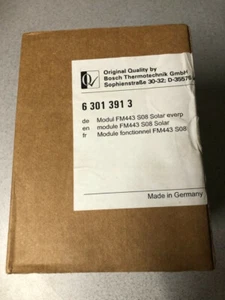 Original Quality by
Bosch Thermotechnik GmbH
Sophienstraße 30-32; D-35576
6 301 391 3
de Modul FM443 S08 Solar everp
en module FM443 S08 Solar
fr Module fonctionnel FM443 S08
Made in Germany